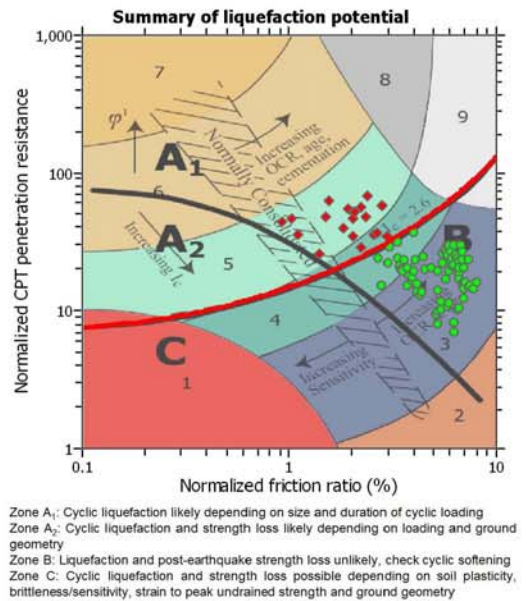 Summary of liquefaction potential
1,000
7
8
9
φ'
Increasing
OCR, age,
cementation
Normally Consolidated
100
A1
6
A2
Increasing Ic
5
Ic = 2.6
B
10
4
3
C
1
Increasing
Sensitivity
Increasing
OCR
2
1
0.1
1
10
Normalized CPT penetration resistance
Normalized friction ratio (%)
Zone A1: Cyclic liquefaction likely depending on size and duration of cyclic loading
Zone A2: Cyclic liquefaction and strength loss likely depending on loading and ground
geometry
Zone B: Liquefaction and post-earthquake strength loss unlikely, check cyclic softening
Zone C: Cyclic liquefaction and strength loss possible depending on soil plasticity,
brittleness/sensitivity, strain to peak undrained strength and ground geometry